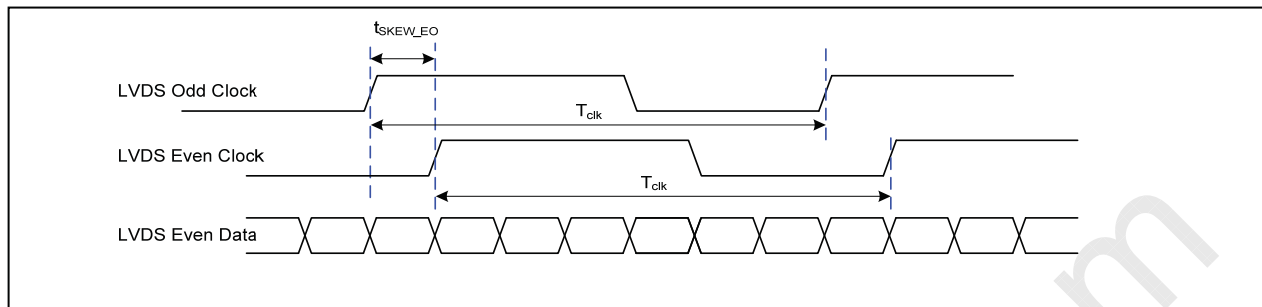 tSKEW_EO
LVDS Odd Clock
Tclk
LVDS Even Clock
Tclk
LVDS Even Data
m